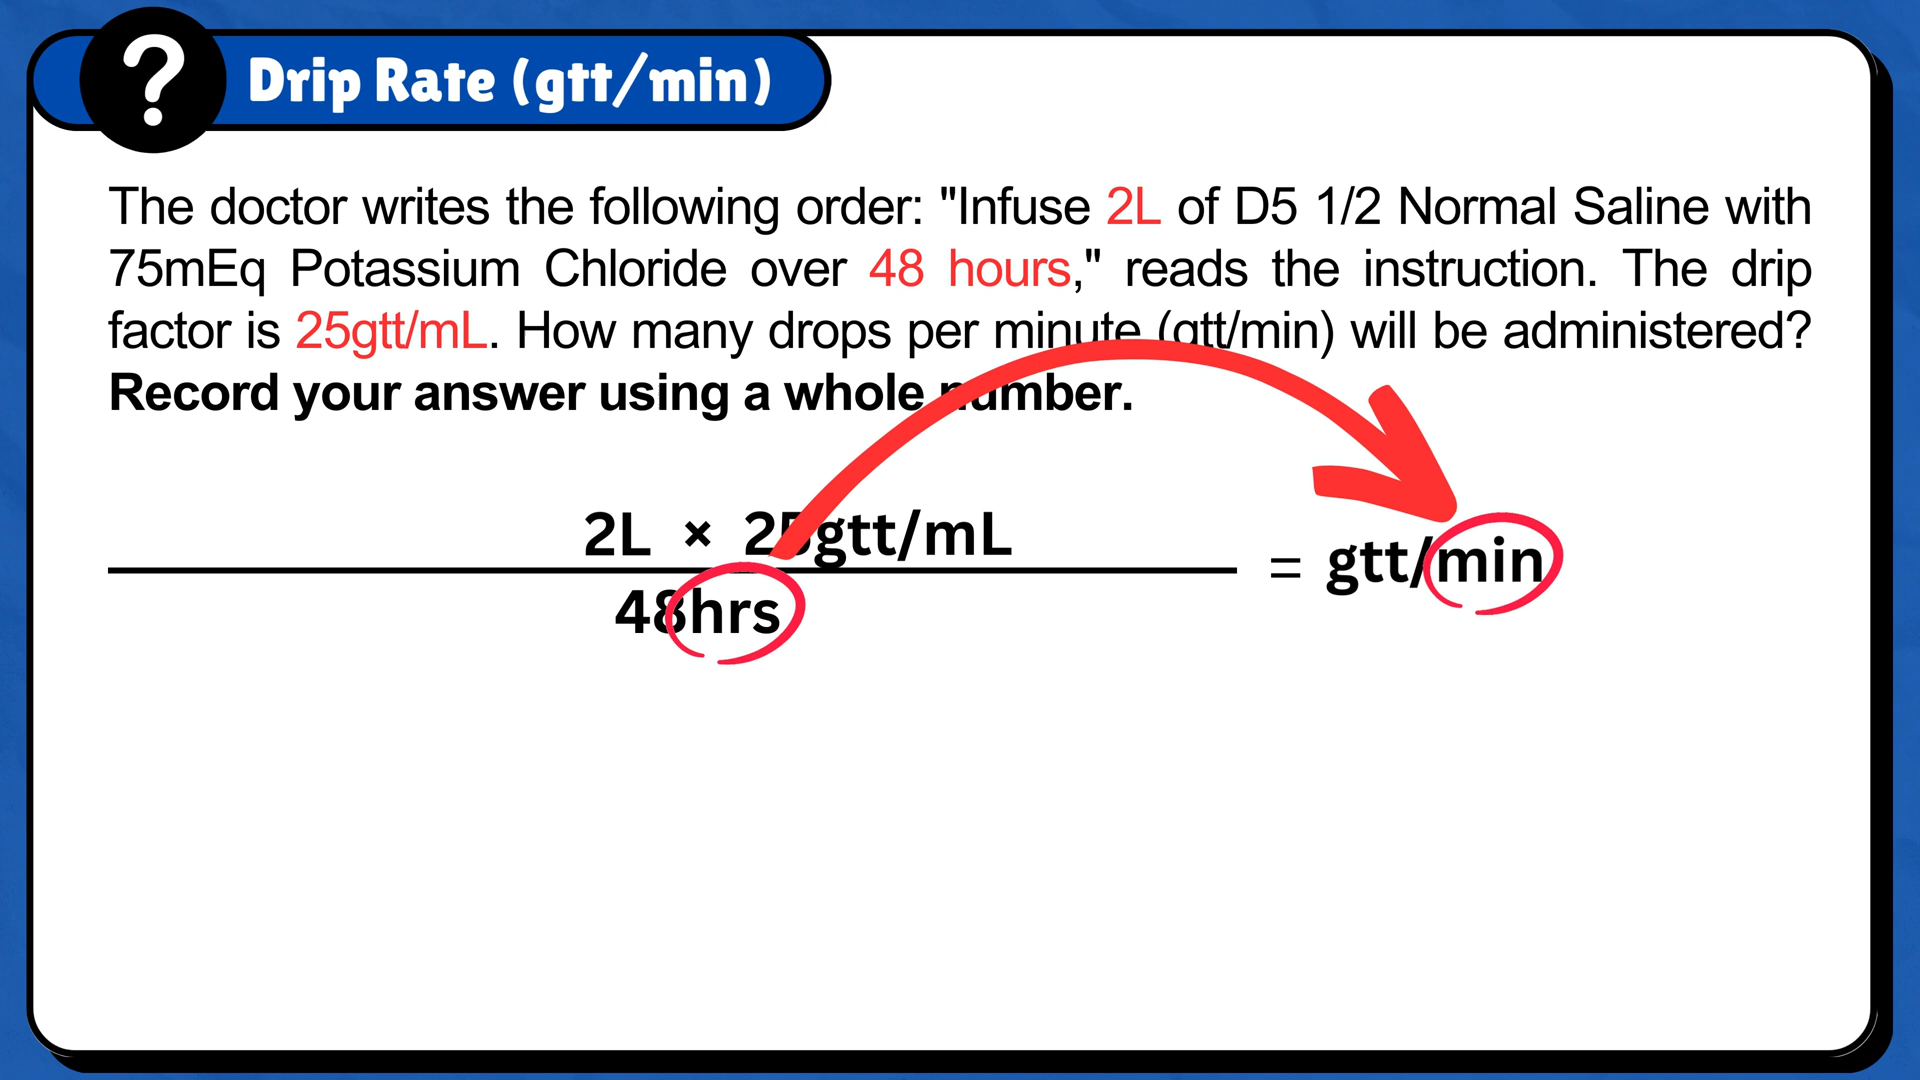 ?
Drip Rate (gtt/min)
The doctor writes the following order: "Infuse 2L of D5 1/2 Normal Saline with
75mEq Potassium Chloride over 48 hours," reads the instruction. The drip
factor is 25gtt/mL. How many drops per minute (gtt/min) will be administered?
Record your answer using a whole number.
2L × 25gtt/mL
48hrs
= gtt/min